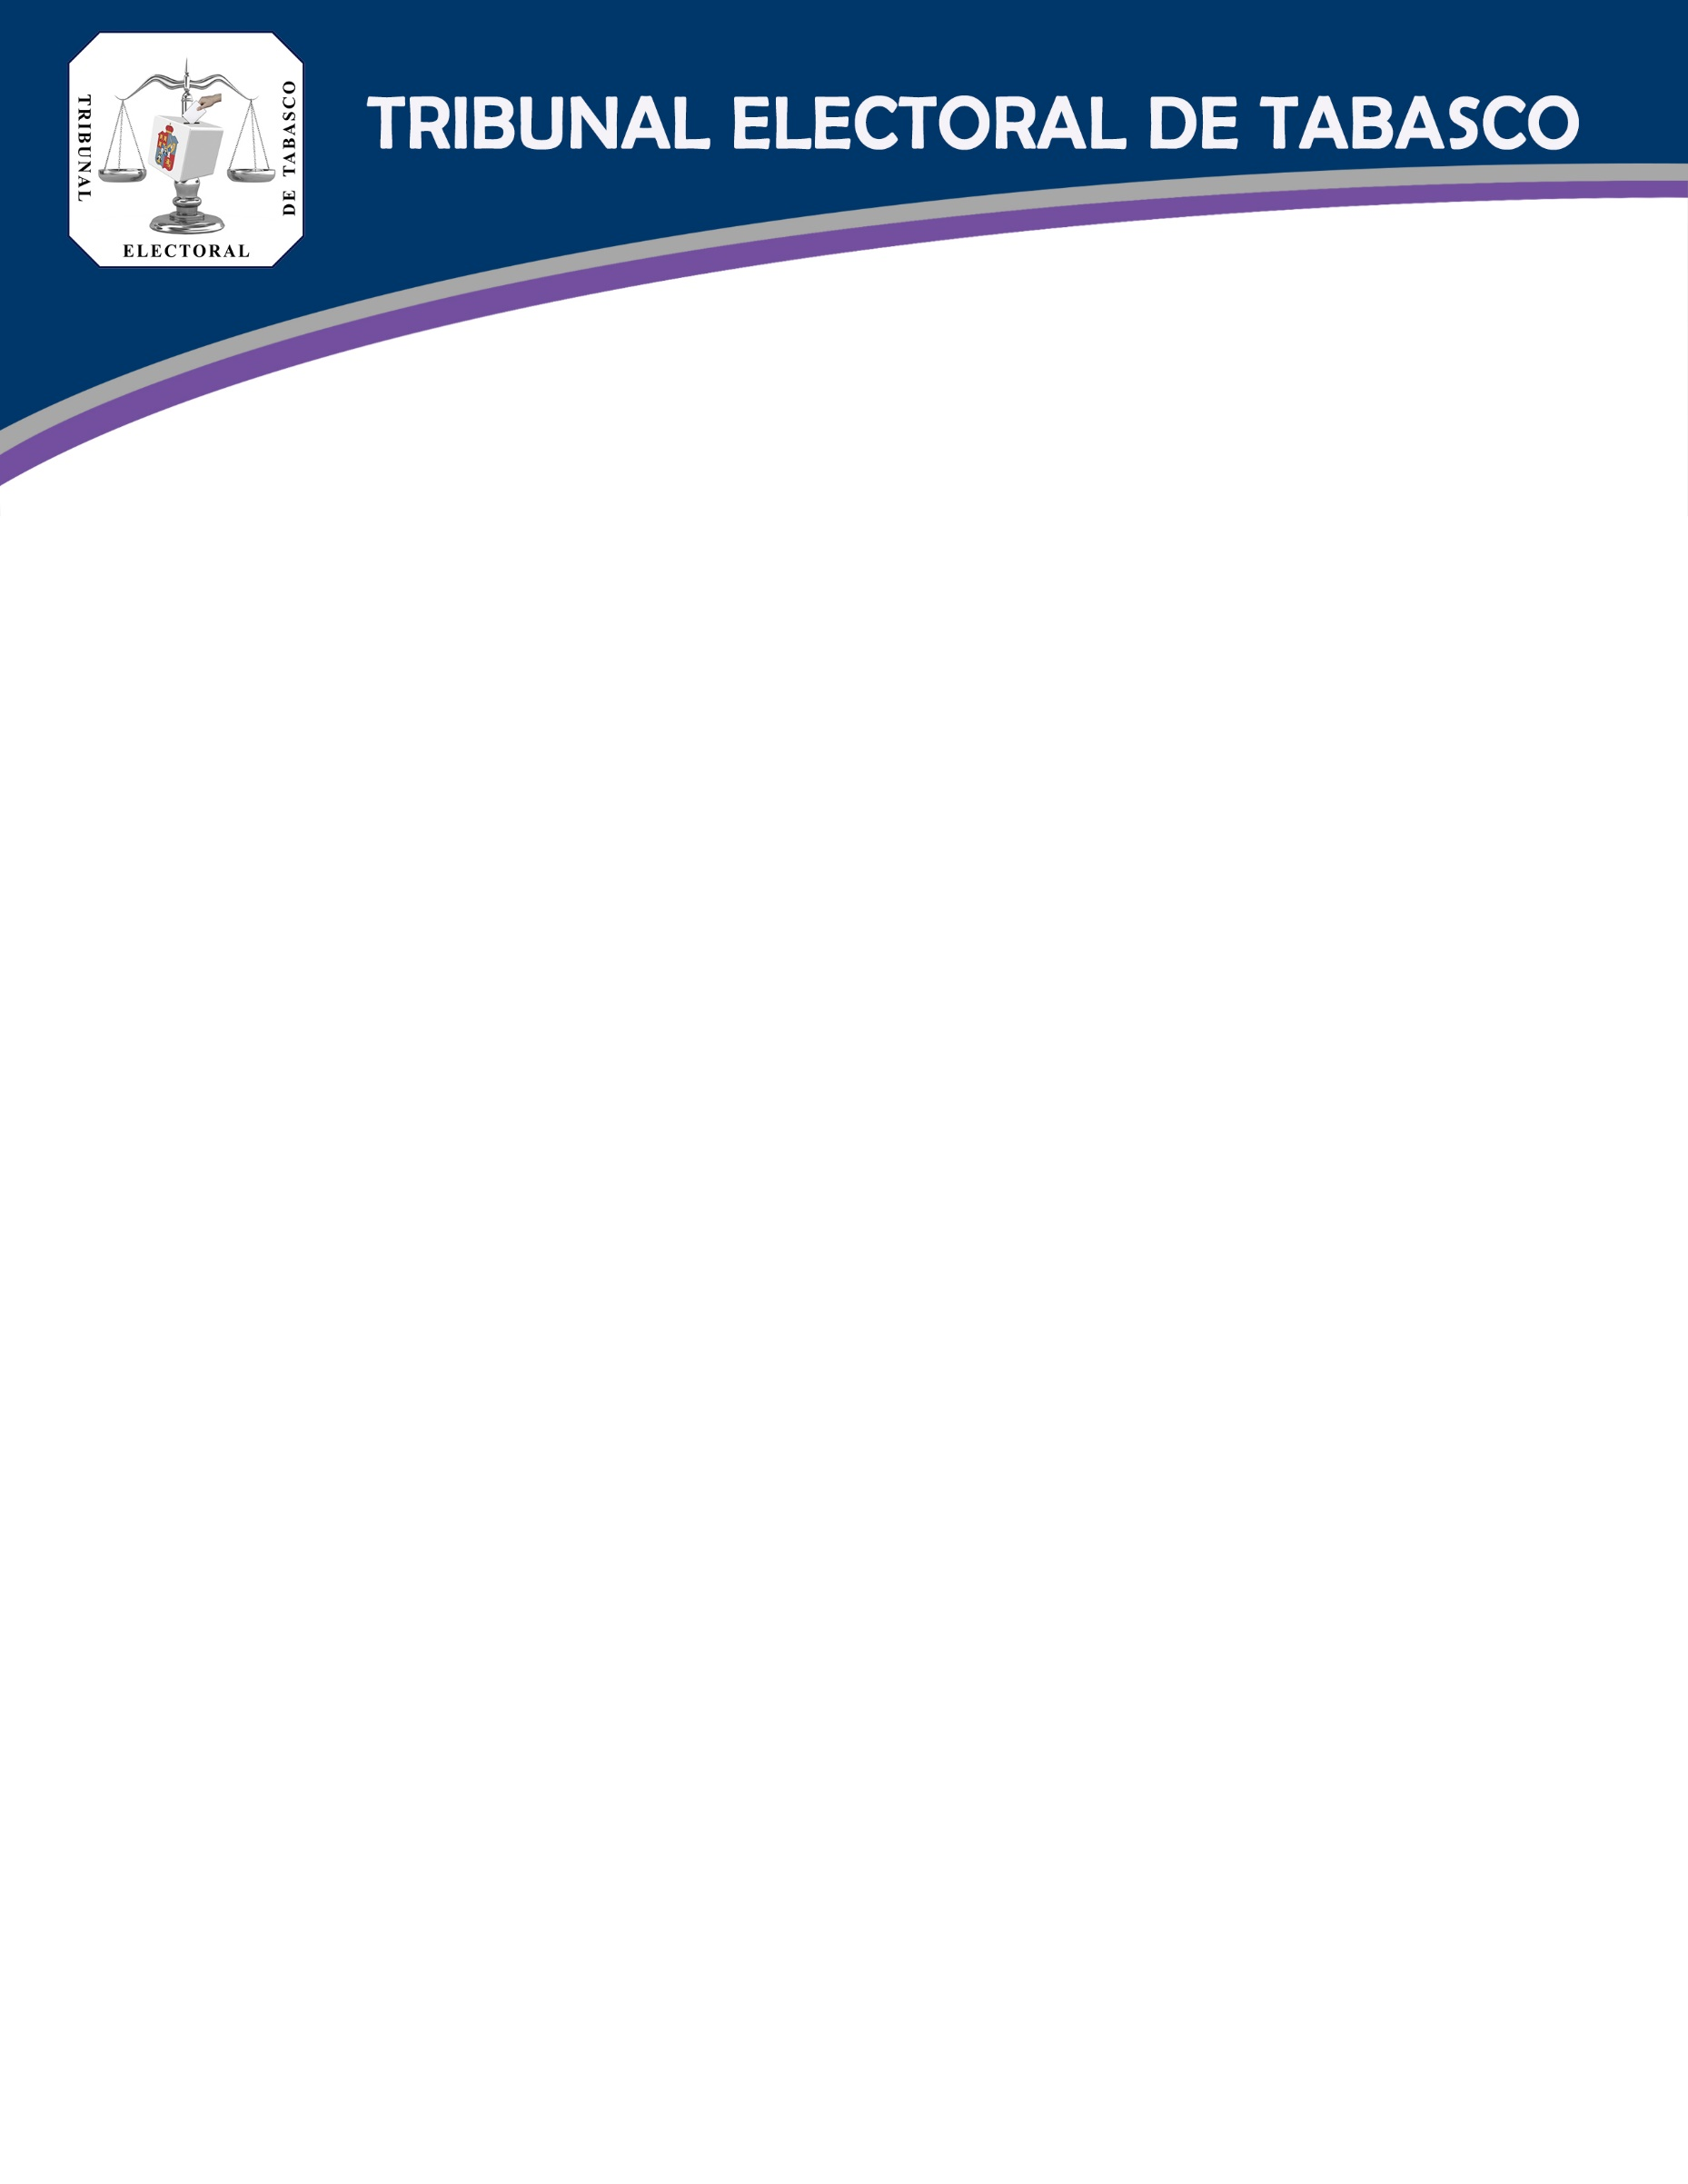 TRIBUNAL ELECTORAL DE TABASCO
TRIBUNAL
ELECTORAL
DE TABASCO